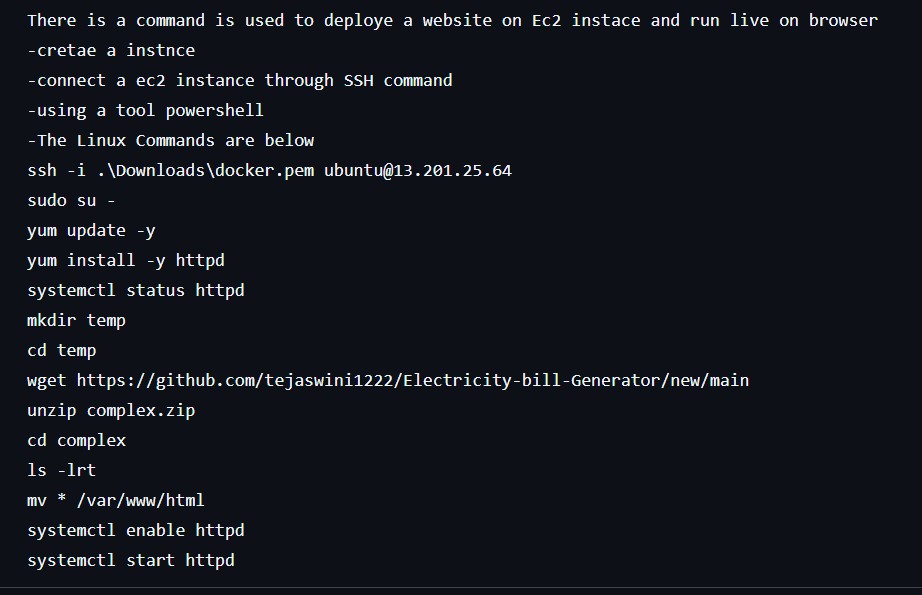 There is a command is used to deploye a website on Ec2 instace and run live on browser
-cretae a instnce
-connect a ec2 instance through SSH command
-using a tool powershell
-The Linux Commands are below
ssh -i .\Downloads\docker.pem ubuntu@13.201.25.64
sudo su -
yum update -y
yum install -y httpd
systemctl status httpd
mkdir temp
cd temp
wget https://github.com/tejaswini1222/Electricity-bill-Generator/new/main
unzip complex.zip
cd complex
ls -lrt
mv * /var/www/html
systemctl enable httpd
systemctl start httpd